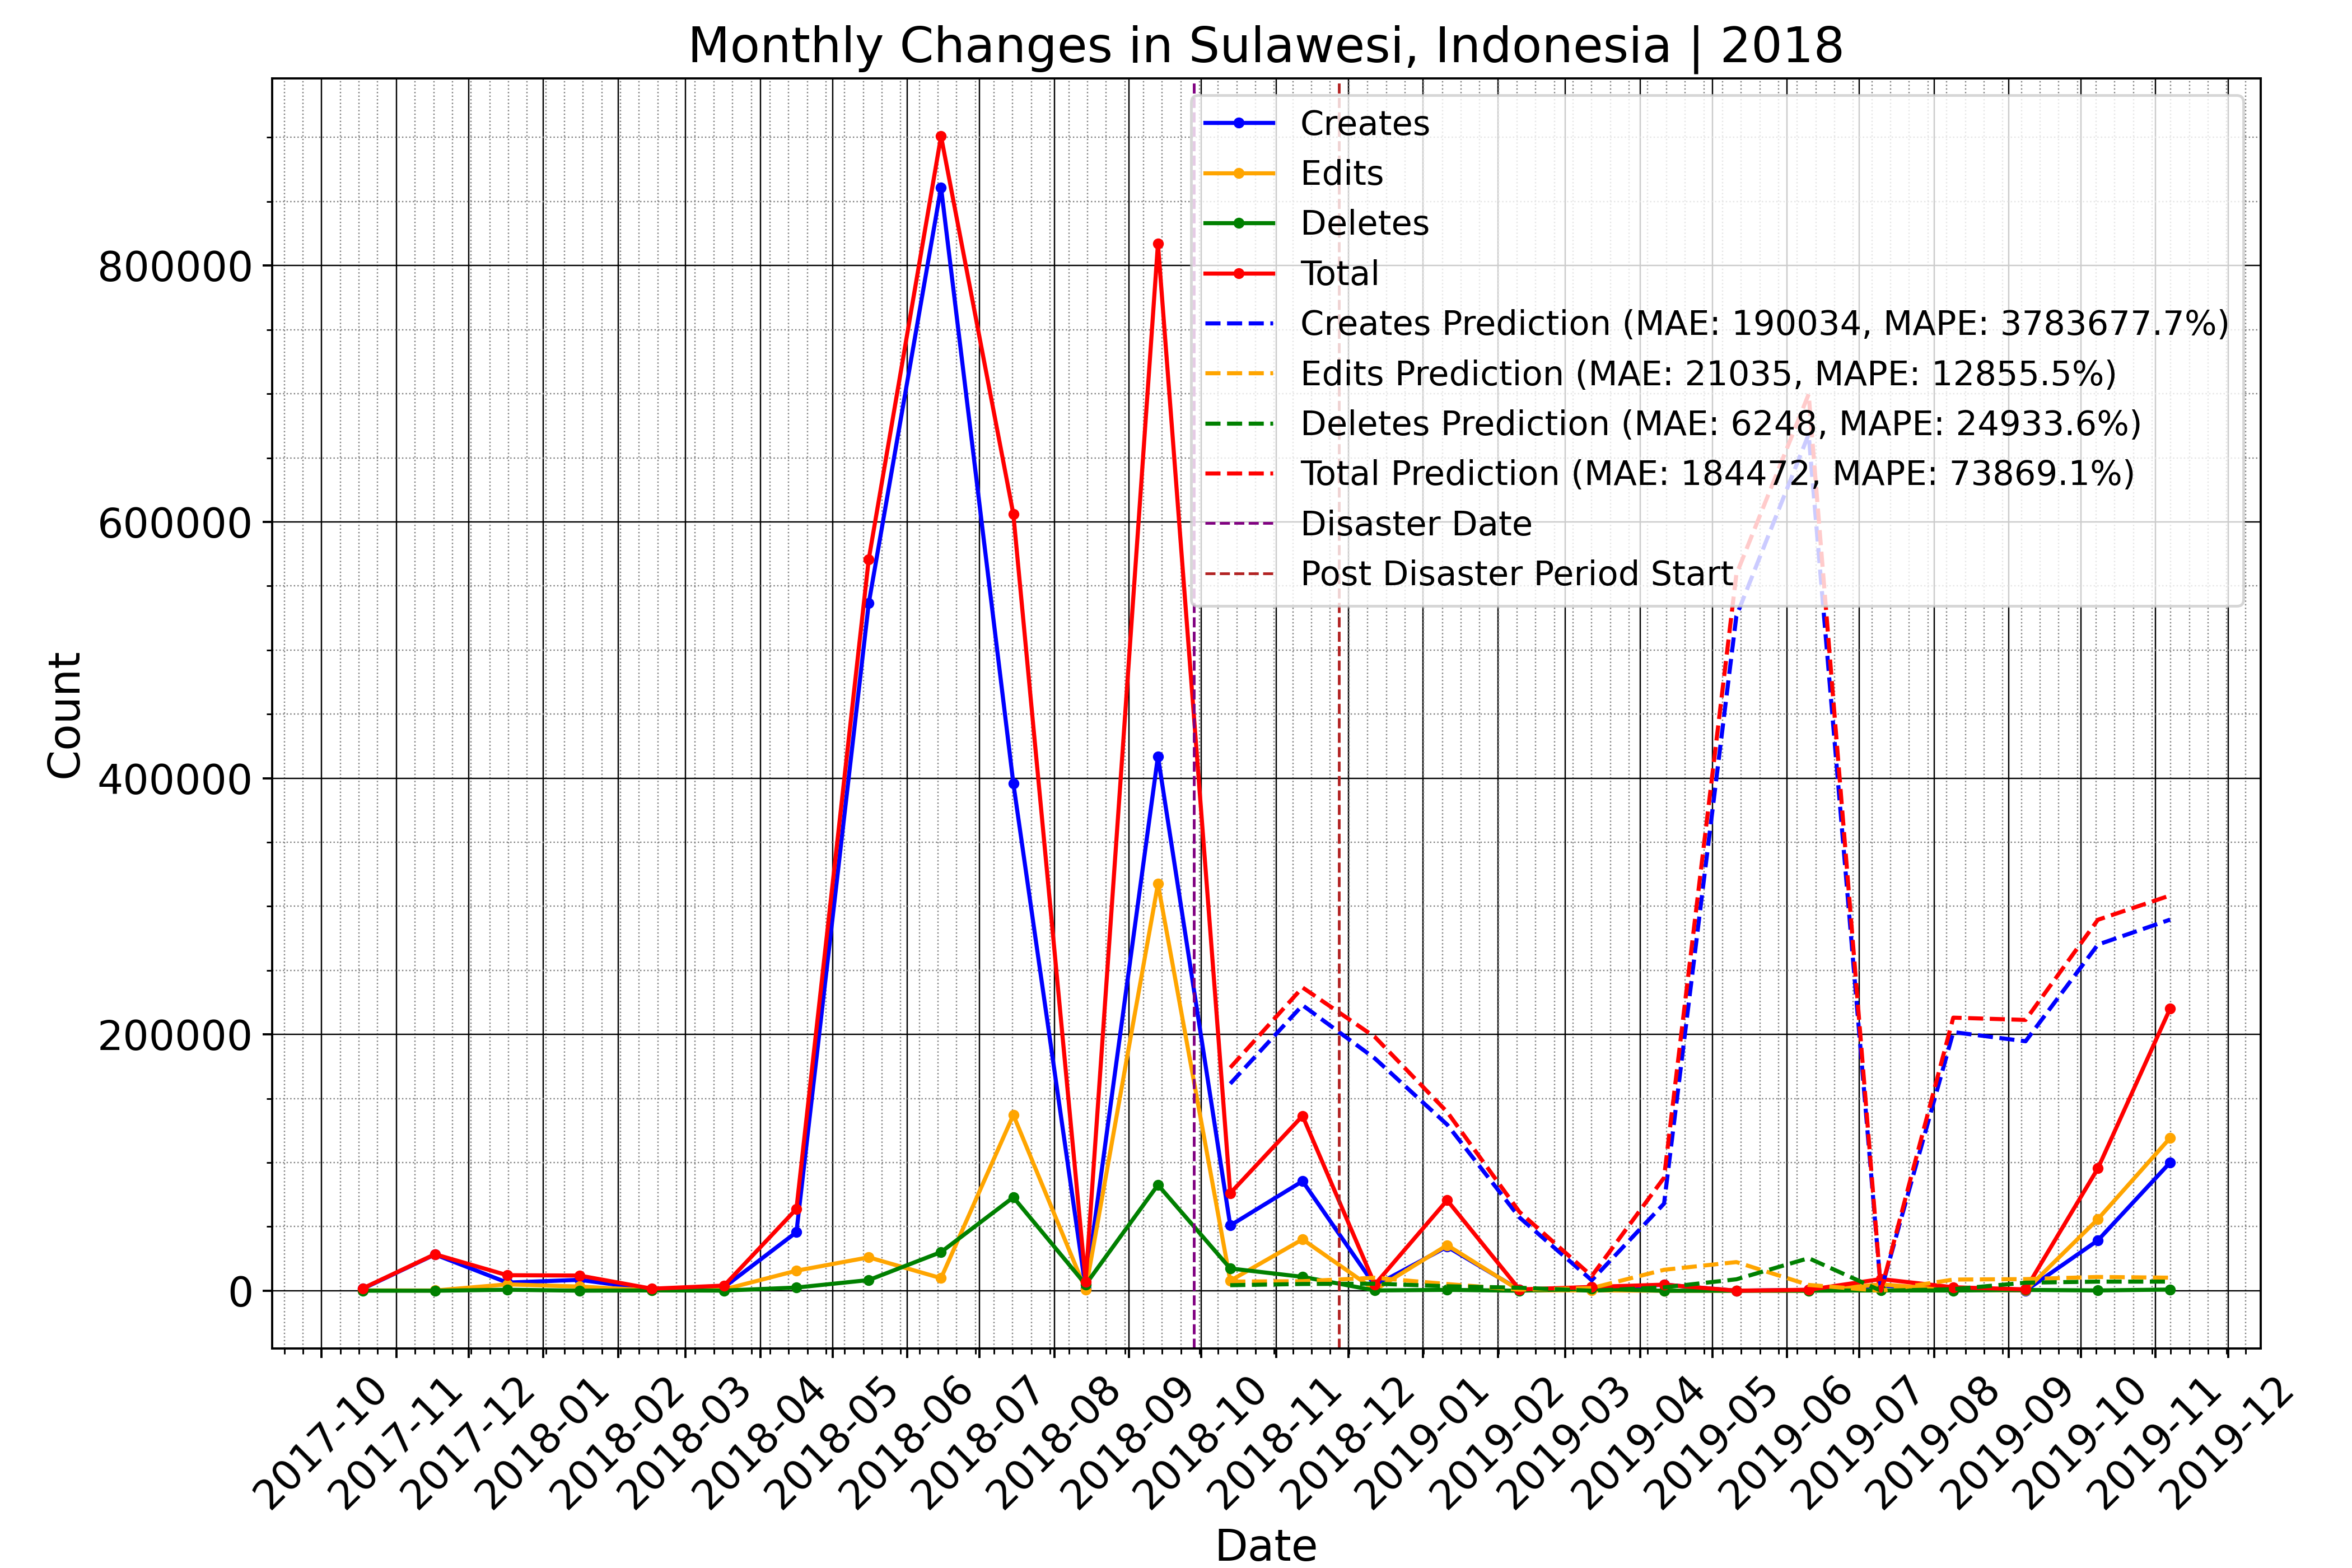 Monthly Changes in Sulawesi, Indonesia | 2018
Creates
Edits
Deletes
Total
Creates Prediction (MAE: 190034, MAPE: 3783677.7%)
Edits Prediction (MAE: 21035, MAPE: 12855.5%)
Deletes Prediction (MAE: 6248, MAPE: 24933.6%)
Total Prediction (MAE: 184472, MAPE: 73869.1%)
Disaster Date
Post Disaster Period Start
800000
600000
400000
200000
0
Count
2017-10
2017-11
2017-12
2018-01
2018-02
2018-03
2018-04
2018-05
2018-06
2018-07
2018-08
2018-09
2018-10
2018-11
2018-12
2019-01
2019-02
2019-03
2019-04
2019-05
2019-06
2019-07
2019-08
2019-09
2019-10
2019-11
2019-12
Date